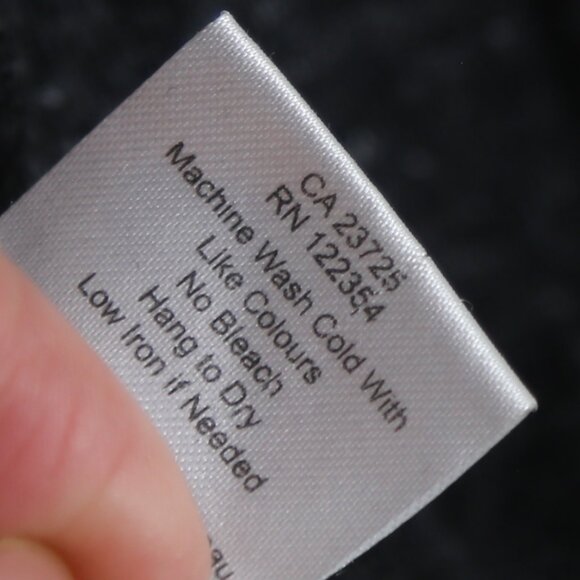 CA 23725
RN 122354
Machine Wash Cold With
Like Colours
No Bleach
Hang to Dry
Low Iron if Needed